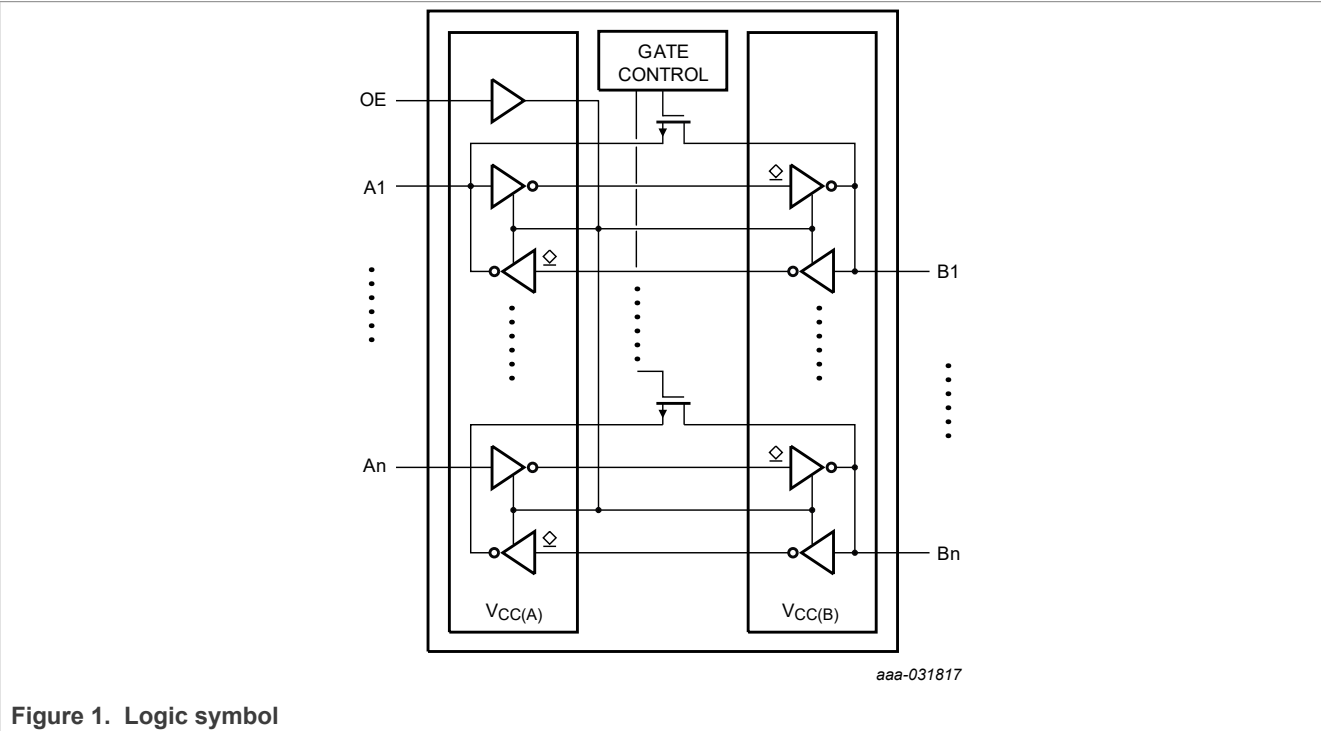 GATE
CONTROL
OE
A1
B1
An
Bn
VCC(A)
VCC(B)
aaa-031817
Figure 1. Logic symbol